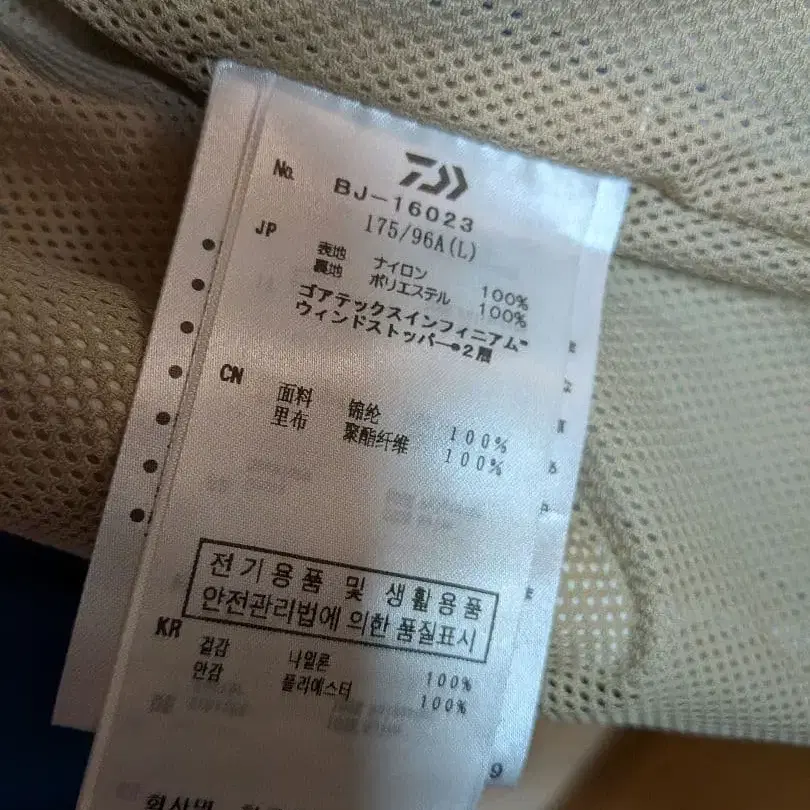 No. BJ-16023
175/96A(L)
JP
表地 ナイロン 100%
裏地 ポリエステル 100%
ゴアテックスインフィニアム™
ウィンドストッパー®2層
CN
面料 锦纶 100%
里布 聚酯纤维 100%
전기용품 및 생활용품
안전관리법에 의한 품질표시
KR
겉감 나일론 100%
안감 폴리에스터 100%
9